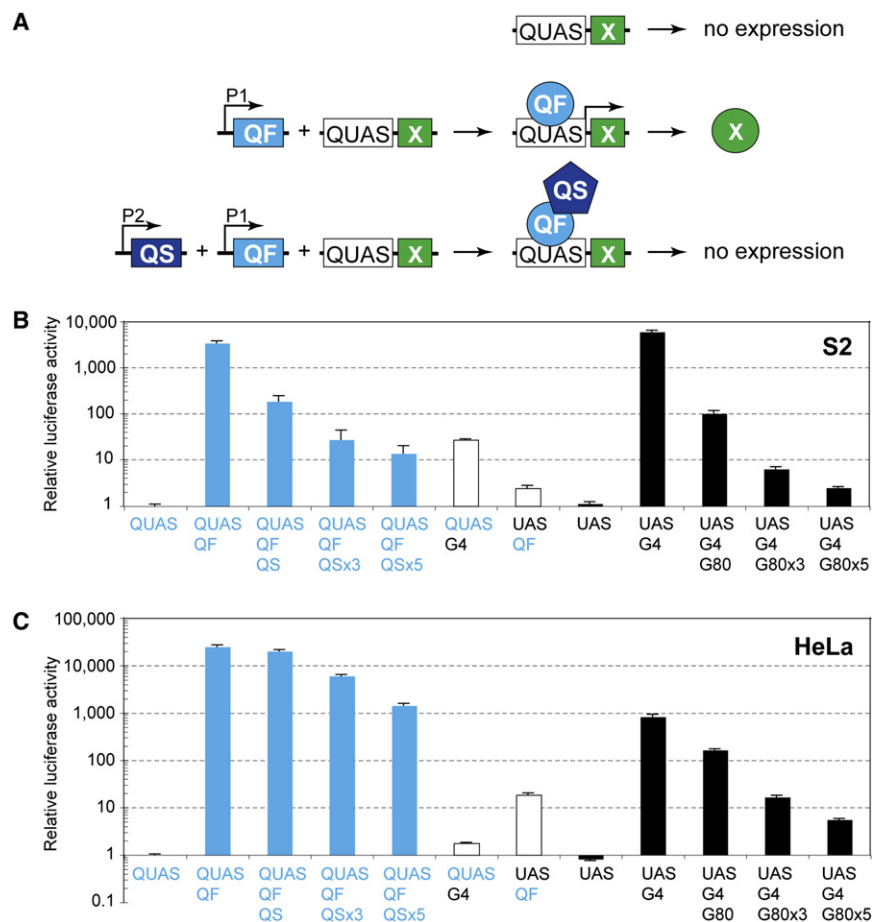 A
QUAS X no expression
P1
QF + QUAS X QF QUAS X X
P2 P1
QS + QF + QUAS X QS QF QUAS X no expression
B
Relative luciferase activity
S2
10,000
1,000
100
10
1
QUAS QUAS QUAS QUAS QUAS QUAS UAS UAS UAS UAS UAS UAS
QF QF QF QF G4 QF G4 G4 G4 G4
QS QSx3 QSx5 G80 G80x3 G80x5
C
Relative luciferase activity
HeLa
100,000
10,000
1,000
100
10
1
0.1
QUAS QUAS QUAS QUAS QUAS QUAS UAS UAS UAS UAS UAS UAS
QF QF QF QF G4 QF G4 G4 G4 G4
QS QSx3 QSx5 G80 G80x3 G80x5